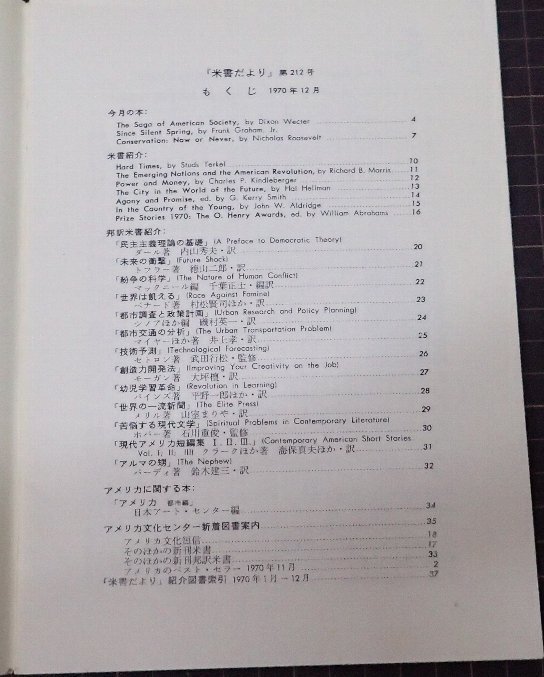 「米書だより」第212号
もくじ 1970年12月
今月の本：
The Saga of American Society, by Dixon Wecter 4
Since Silent Spring, by Frank Graham, Jr.
Conservation: Now or Never, by Nicholas Roosevelt 7
米書紹介：
Hard Times, by Studs Terkel 10
The Emerging Nations and the American Revolution, by Richard B. Morris 11
Power and Money, by Charles P. Kindleberger 12
The City in the World of the Future, by Hal Hellman 13
Agony and Promise, ed. by G. Kerry Smith 14
In the Country of the Young, by John W. Aldridge 15
Prize Stories 1970: The O. Henry Awards, ed. by William Abrahams 16
邦訳米書紹介：
「民主主義理論の基礎」(A Preface to Democratic Theory)
ダール著 内山秀夫・訳 20
「未来の衝撃」(Future Shock)
トフラー著 徳山二郎・訳 21
「紛争の科学」(The Nature of Human Conflict)
マックニール編 千葉正士・編訳 22
「世界は飢える」(Race Against Famine)
ベナード著 村松賢司ほか・訳 23
「都市調査と政策計画」(Urban Research and Policy Planning)
シノアほか編 磯村英一・訳 24
「都市交通の分析」(The Urban Transportation Problem)
マイヤーほか著 井上孝・訳 25
「技術予測」(Technological Forecasting)
セトロン著 武田行松・監修 26
「創造力開発法」(Improving Your Creativity on the Job)
モーガン著 大坪檀・訳 27
「幼児学習革命」(Revolution in Learning)
パインズ著 平野一郎ほか・訳 28
「世界の一流新聞」(The Elite Press)
メリル著 山室まりや・訳 29
「苦悩する現代文学」(Spiritual Problems in Contemporary Literature)
ホパー著 石川重俊・監修 30
「現代アメリカ短編集 I. II. III.」(Contemporary American Short Stories
Vol. I, II, III) クラークほか著 海保真夫ほか・訳 31
「アルマの甥」(The Nephew)
パーディ著 鈴木建三・訳 32
アメリカに関する本：
「アメリカ 都市編」
日本アート・センター編 34
アメリカ文化センター新着図書案内 35
アメリカ文化短信 18
そのほかの新刊米書 17
そのほかの新刊邦訳米書 33
アメリカのベスト・セラー 1970年11月 2
「米書だより」紹介図書索引 1970年1月―12月 37